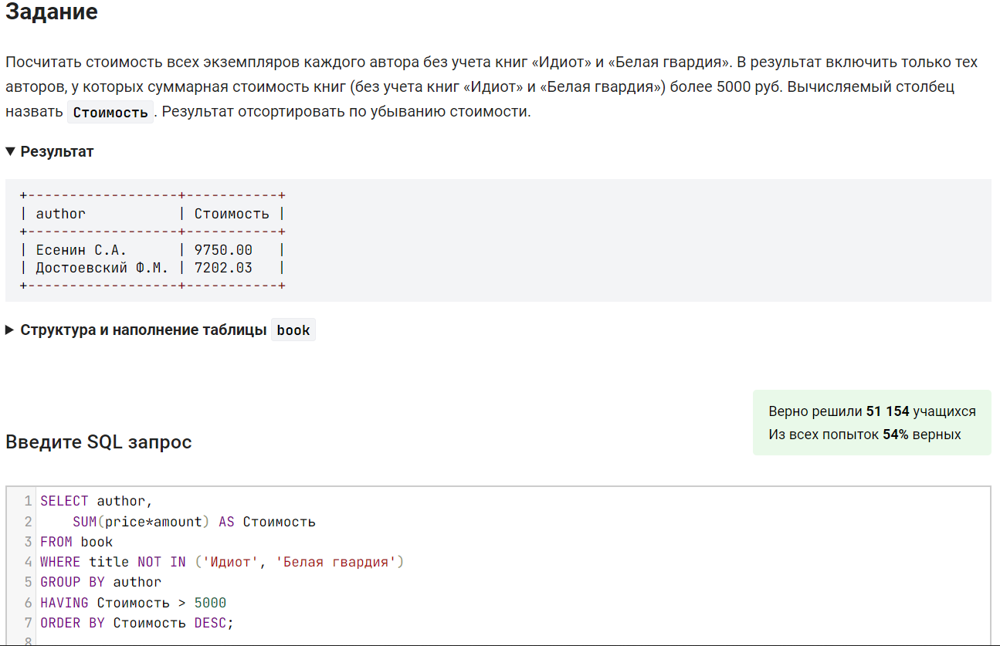 Задание
Посчитать стоимость всех экземпляров каждого автора без учета книг «Идиот» и «Белая гвардия». В результат включить только тех
авторов, у которых суммарная стоимость книг (без учета книг «Идиот» и «Белая гвардия») более 5000 руб. Вычисляемый столбец
назвать Стоимость. Результат отсортировать по убыванию стоимости.
▼ Результат
+------------------+-----------+
| author           | Стоимость |
+------------------+-----------+
| Есенин С.А.      | 9750.00   |
| Достоевский Ф.М. | 7202.03   |
+------------------+-----------+
▶ Структура и наполнение таблицы book
Верно решили 51 154 учащихся
Из всех попыток 54% верных
Введите SQL запрос
1 SELECT author,
2     SUM(price*amount) AS Стоимость
3 FROM book
4 WHERE title NOT IN ('Идиот', 'Белая гвардия')
5 GROUP BY author
6 HAVING Стоимость > 5000
7 ORDER BY Стоимость DESC;
8